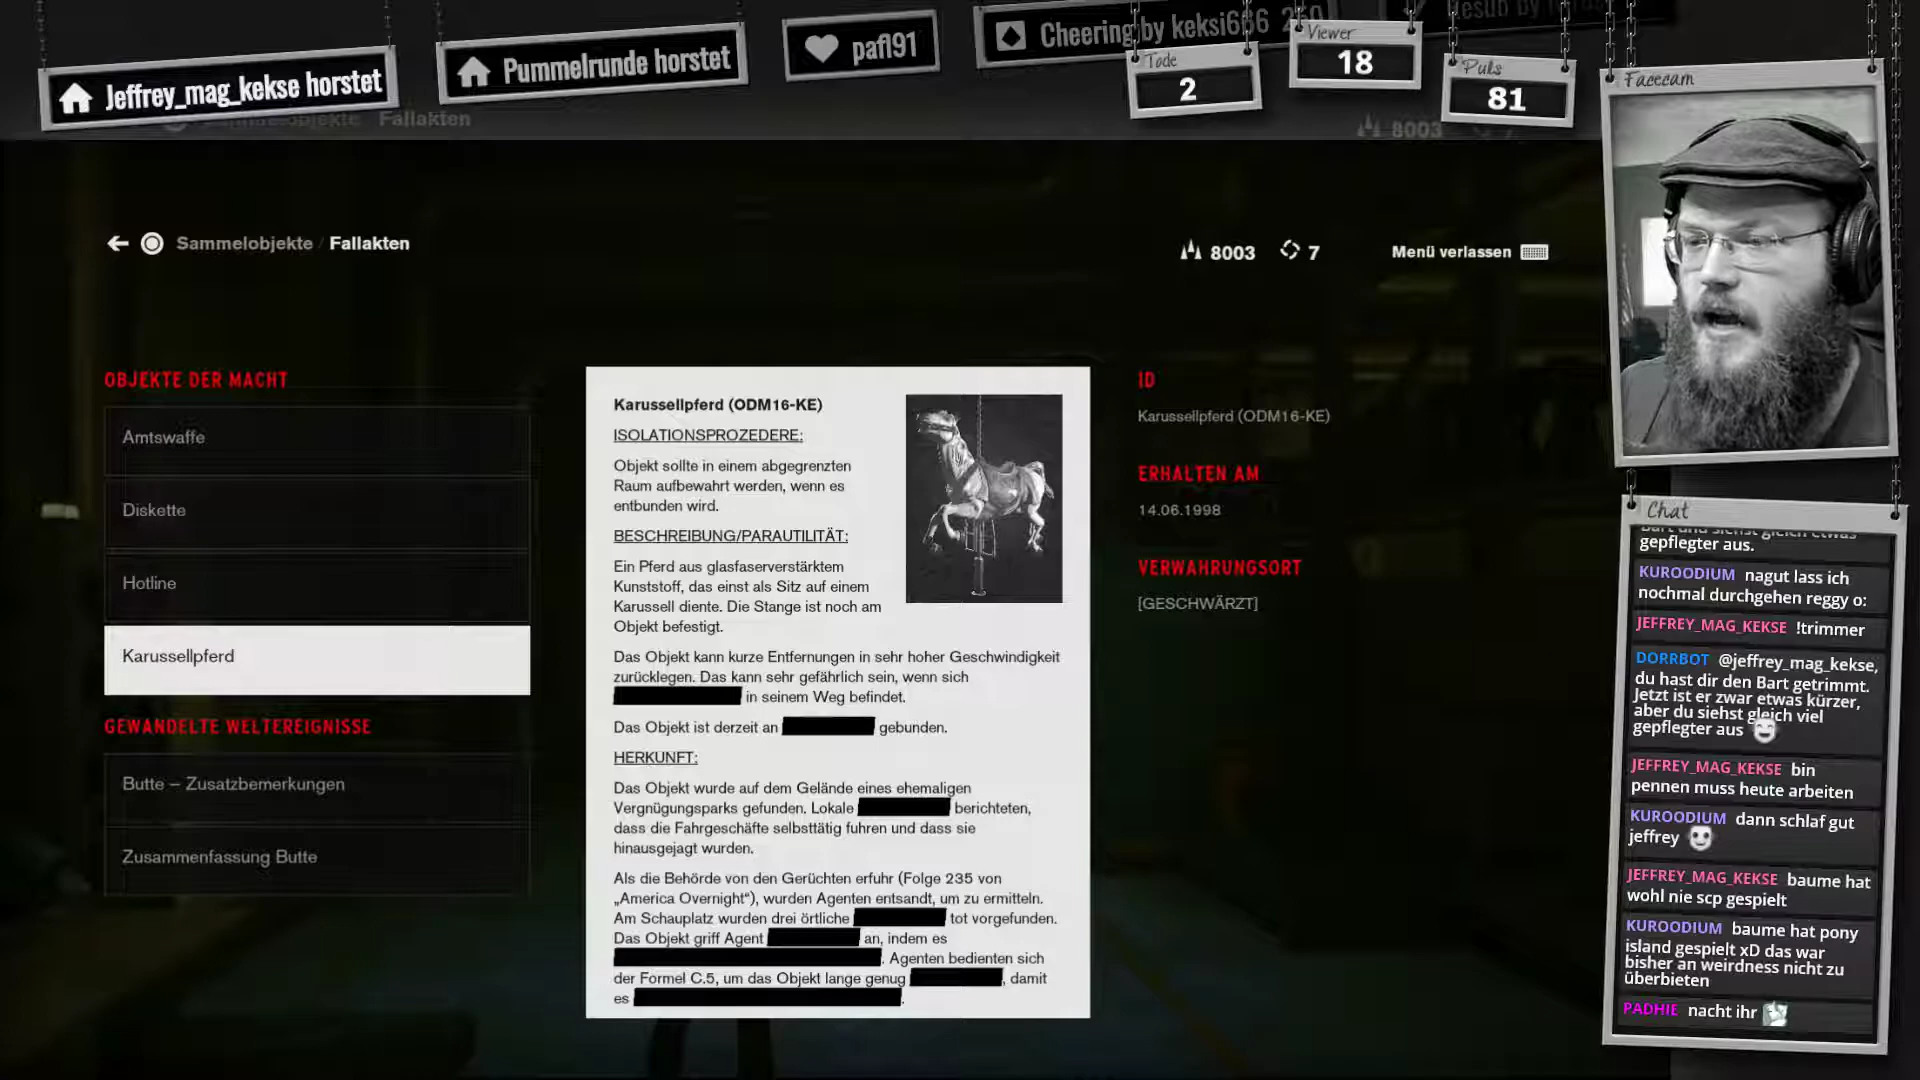 Jeffrey_mag_kekse horstet
Pummelrunde horstet
pafl91
Cheering by keksi666 250
Resub by
Tode
2
Viewer
18
Puls
81
Facecam
Sammelobjekte Fallakten
8003
Sammelobjekte / Fallakten
8003 7
Menü verlassen
OBJEKTE DER MACHT
Amtswaffe
Diskette
Hotline
Karussellpferd
GEWANDELTE WELTEREIGNISSE
Butte – Zusatzbemerkungen
Zusammenfassung Butte
Karussellpferd (ODM16-KE)
ISOLATIONSPROZEDERE:
Objekt sollte in einem abgegrenzten
Raum aufbewahrt werden, wenn es
entbunden wird.
BESCHREIBUNG/PARAUTILITÄT:
Ein Pferd aus glasfaserverstärktem
Kunststoff, das einst als Sitz auf einem
Karussell diente. Die Stange ist noch am
Objekt befestigt.
Das Objekt kann kurze Entfernungen in sehr hoher Geschwindigkeit
zurücklegen. Das kann sehr gefährlich sein, wenn sich
in seinem Weg befindet.
Das Objekt ist derzeit an gebunden.
HERKUNFT:
Das Objekt wurde auf dem Gelände eines ehemaligen
Vergnügungsparks gefunden. Lokale berichteten,
dass die Fahrgeschäfte selbsttätig fuhren und dass sie
hinausgejagt wurden.
Als die Behörde von den Gerüchten erfuhr (Folge 235 von
„America Overnight“), wurden Agenten entsandt, um zu ermitteln.
Am Schauplatz wurden drei örtliche tot vorgefunden.
Das Objekt griff Agent an, indem es
. Agenten bedienten sich
der Formel C.5, um das Objekt lange genug , damit
es .
ID
Karussellpferd (ODM16-KE)
ERHALTEN AM
14.06.1998
VERWAHRUNGSORT
[GESCHWÄRZT]
Chat
Bart und siehst gleich etwas
gepflegter aus.
KUROODIUM nagut lass ich
nochmal durchgehen reggy o:
JEFFREY_MAG_KEKSE !trimmer
DORRBOT @jeffrey_mag_kekse,
du hast dir den Bart getrimmt.
Jetzt ist er zwar etwas kürzer,
aber du siehst gleich viel
gepflegter aus
JEFFREY_MAG_KEKSE bin
pennen muss heute arbeiten
KUROODIUM dann schlaf gut
jeffrey
JEFFREY_MAG_KEKSE baume hat
wohl nie scp gespielt
KUROODIUM baume hat pony
island gespielt xD das war
bisher an weirdness nicht zu
überbieten
PADHIE nacht ihr